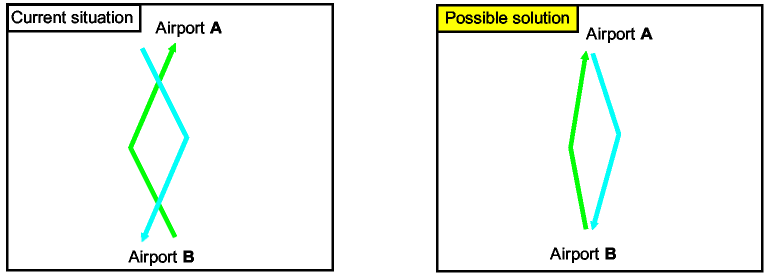 Current situation
Airport A
Airport B
Possible solution
Airport A
Airport B